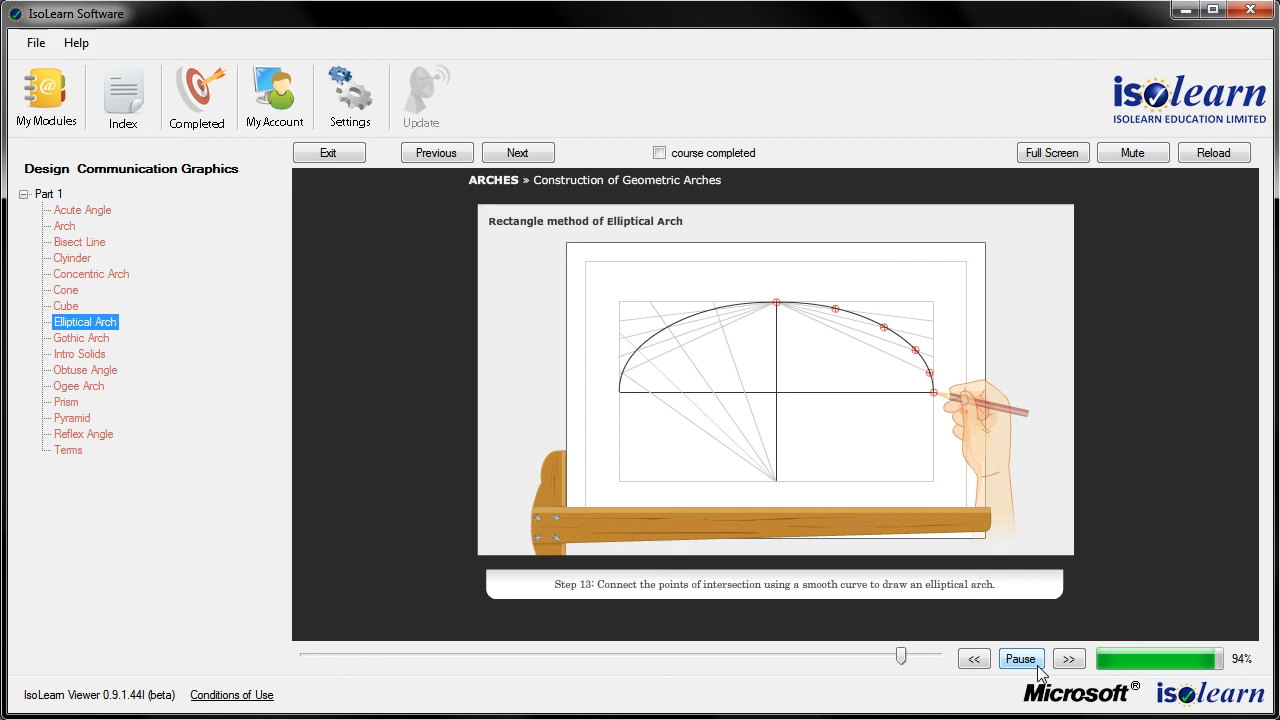 IsoLearn Software
File Help
My Modules Index Completed My Account Settings Update
isolearn
ISOLEARN EDUCATION LIMITED
Exit Previous Next course completed Full Screen Mute Reload
Design Communication Graphics
Part 1
Acute Angle
Arch
Bisect Line
Clyinder
Concentric Arch
Cone
Cube
Elliptical Arch
Gothic Arch
Intro Solids
Obtuse Angle
Ogee Arch
Prism
Pyramid
Reflex Angle
Terms
ARCHES » Construction of Geometric Arches
Rectangle method of Elliptical Arch
Step 13: Connect the points of intersection using a smooth curve to draw an elliptical arch.
<< Pause >> 94%
IsoLearn Viewer 0.9.1.44I (beta) Conditions of Use
Microsoft® isolearn